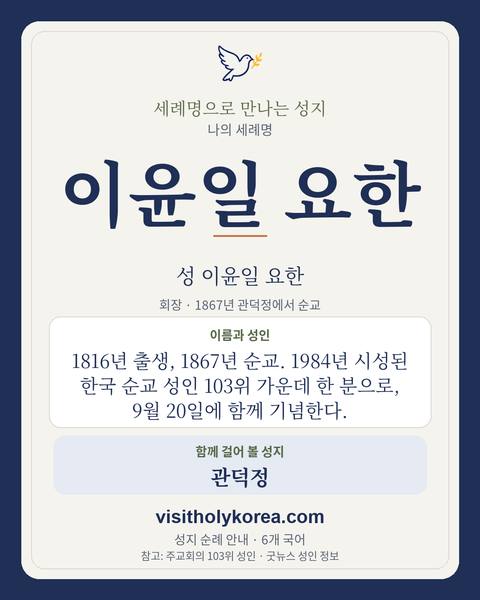 세례명으로 만나는 성지
나의 세례명
이윤일 요한
성 이윤일 요한
회장 · 1867년 관덕정에서 순교
이름과 성인
1816년 출생, 1867년 순교. 1984년 시성된
한국 순교 성인 103위 가운데 한 분으로,
9월 20일에 함께 기념한다.
함께 걸어 볼 성지
관덕정
visitholykorea.com
성지 순례 안내 · 6개 국어
참고: 주교회의 103위 성인 · 굿뉴스 성인 정보